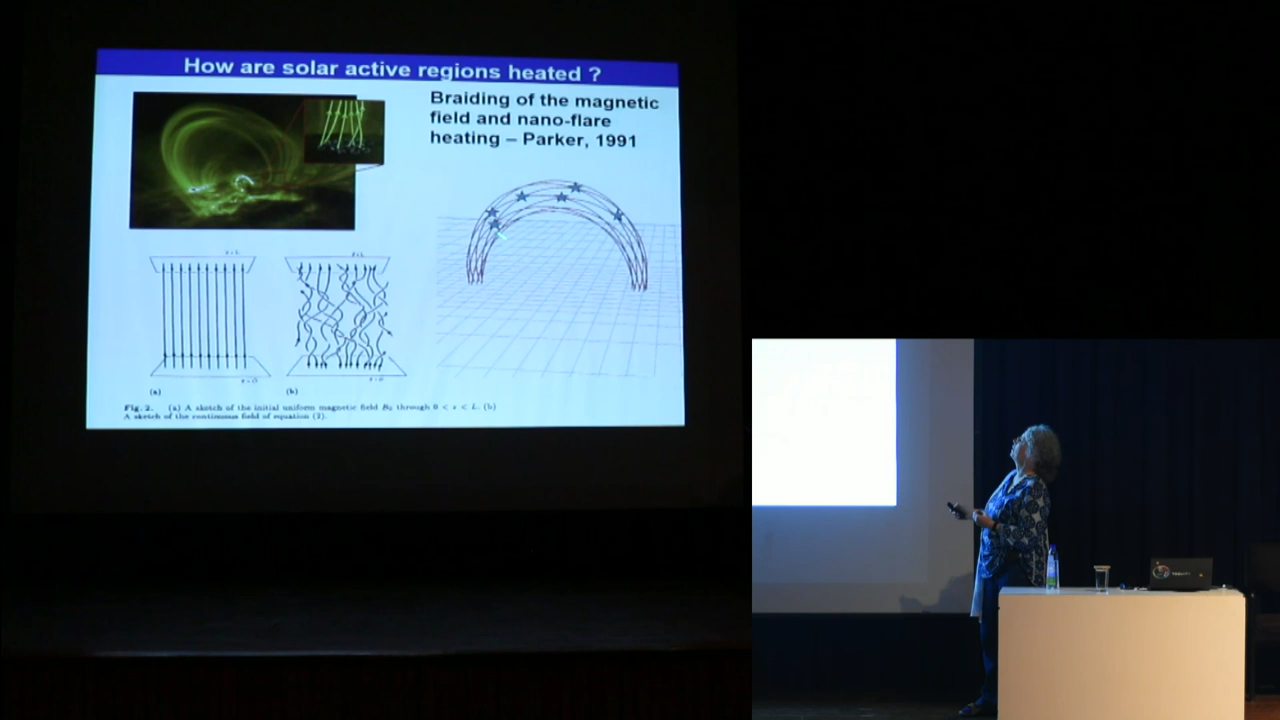 How are solar active regions heated ?
Braiding of the magnetic
field and nano-flare
heating – Parker, 1991
(a)
(b)
Fig. 2. (a) A sketch of the initial uniform magnetic field B₀ through 0 < z < L. (b)
A sketch of the continuous field of equation (2).